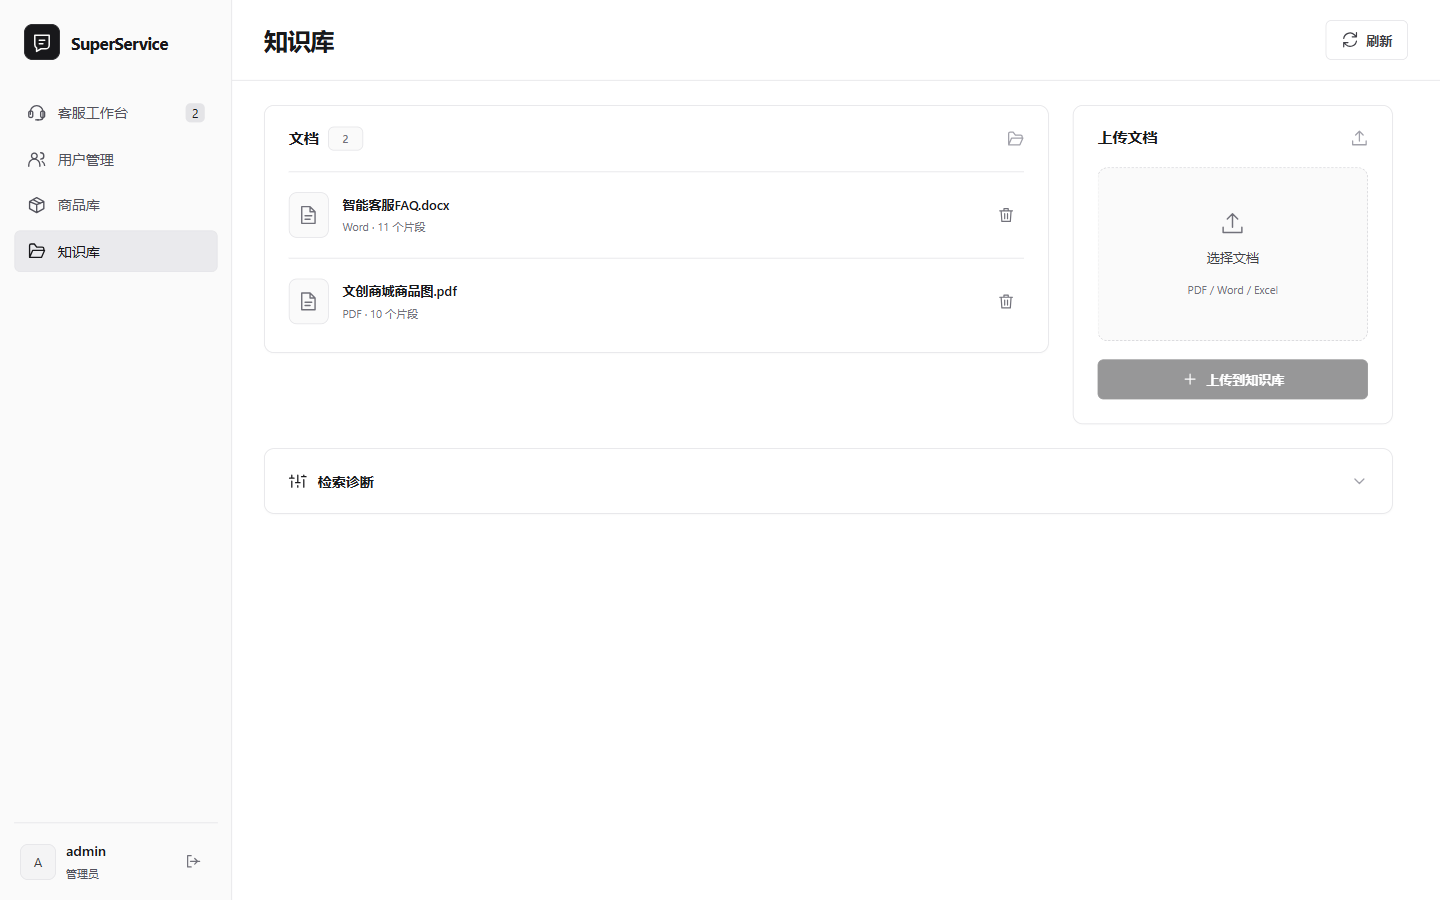 SuperService
客服工作台
2
用户管理
商品库
知识库
A
admin
管理员
知识库
刷新
文档
2
智能客服FAQ.docx
Word · 11 个片段
文创商城商品图.pdf
PDF · 10 个片段
上传文档
选择文档
PDF / Word / Excel
上传到知识库
检索诊断